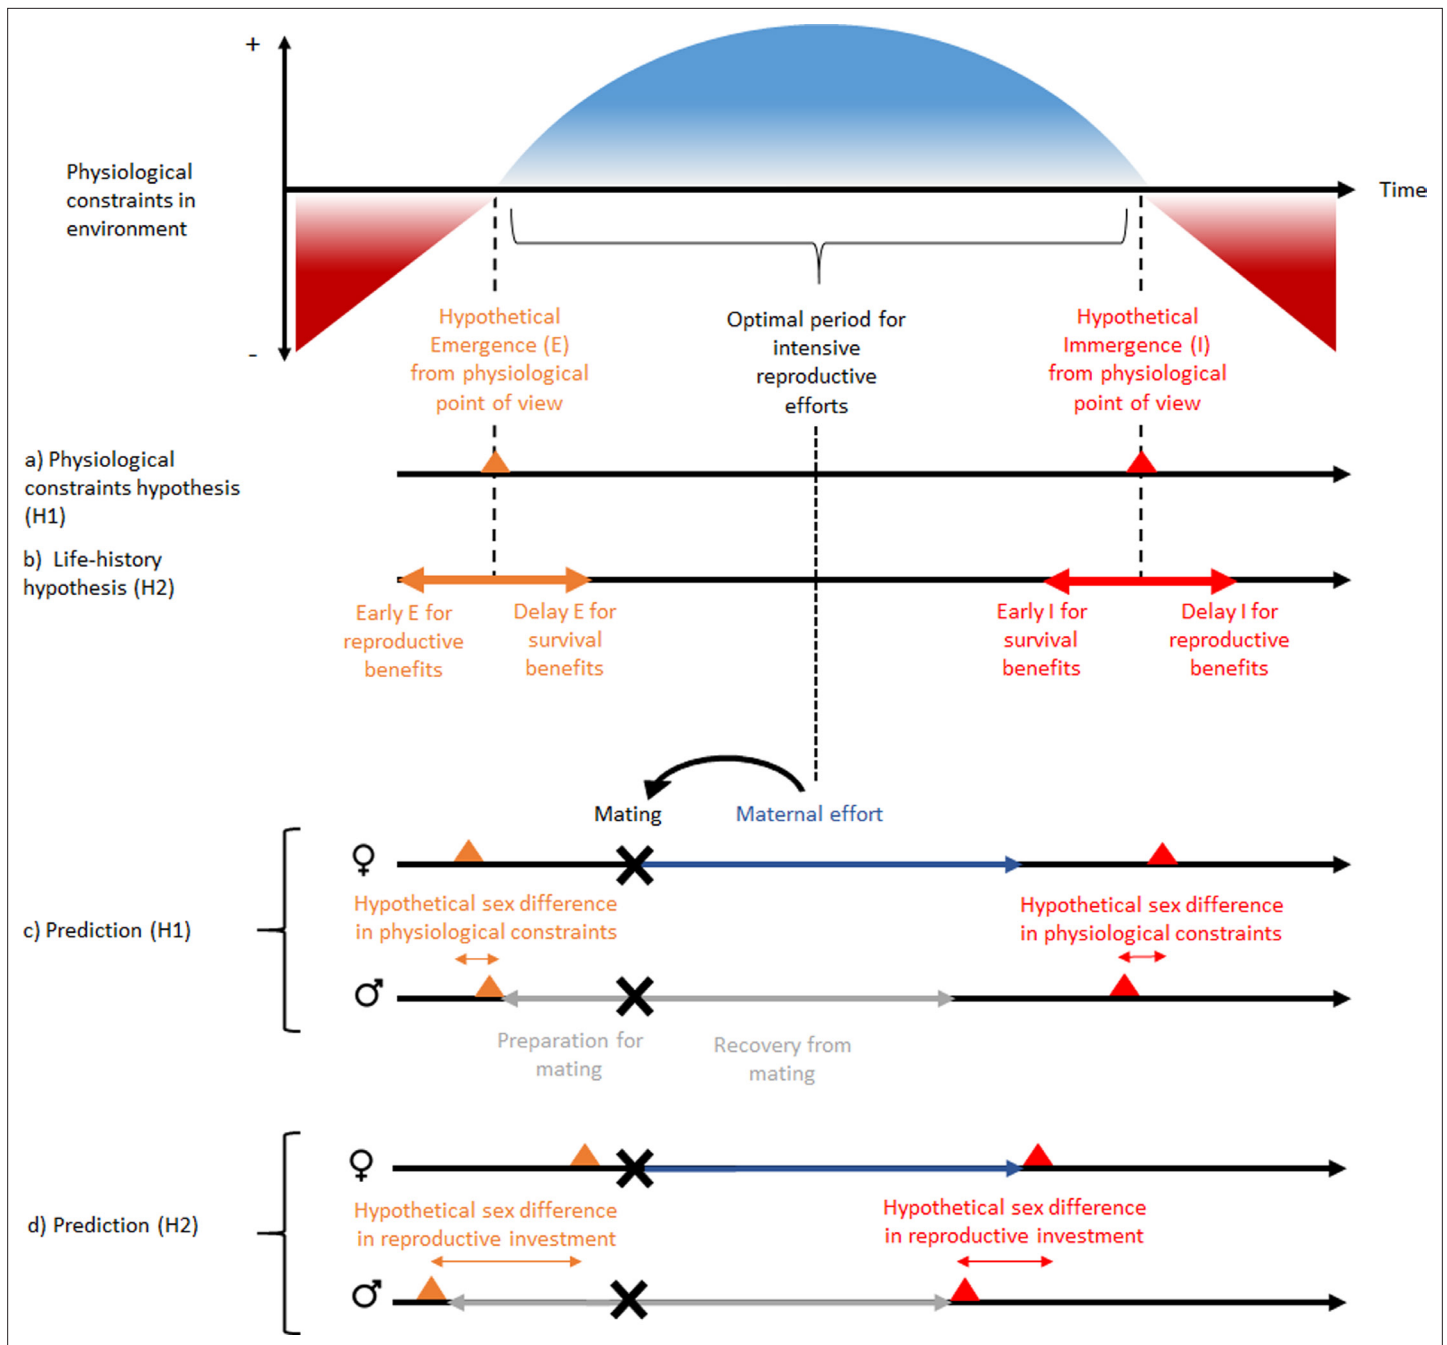 +
Physiological
constraints in
environment
Time
-
Hypothetical
Emergence (E)
from physiological
point of view
Optimal period for
intensive
reproductive
efforts
Hypothetical
Immergence (I)
from physiological
point of view
a) Physiological
constraints hypothesis
(H1)
b) Life-history
hypothesis (H2)
Early E for
reproductive
benefits
Delay E for
survival
benefits
Early I for
survival
benefits
Delay I for
reproductive
benefits
Mating
Maternal effort
♀
Hypothetical sex difference
in physiological constraints
Hypothetical sex difference
in physiological constraints
c) Prediction (H1)
♂
Preparation for
mating
Recovery from
mating
♀
Hypothetical sex difference
in reproductive investment
Hypothetical sex difference
in reproductive investment
d) Prediction (H2)
♂